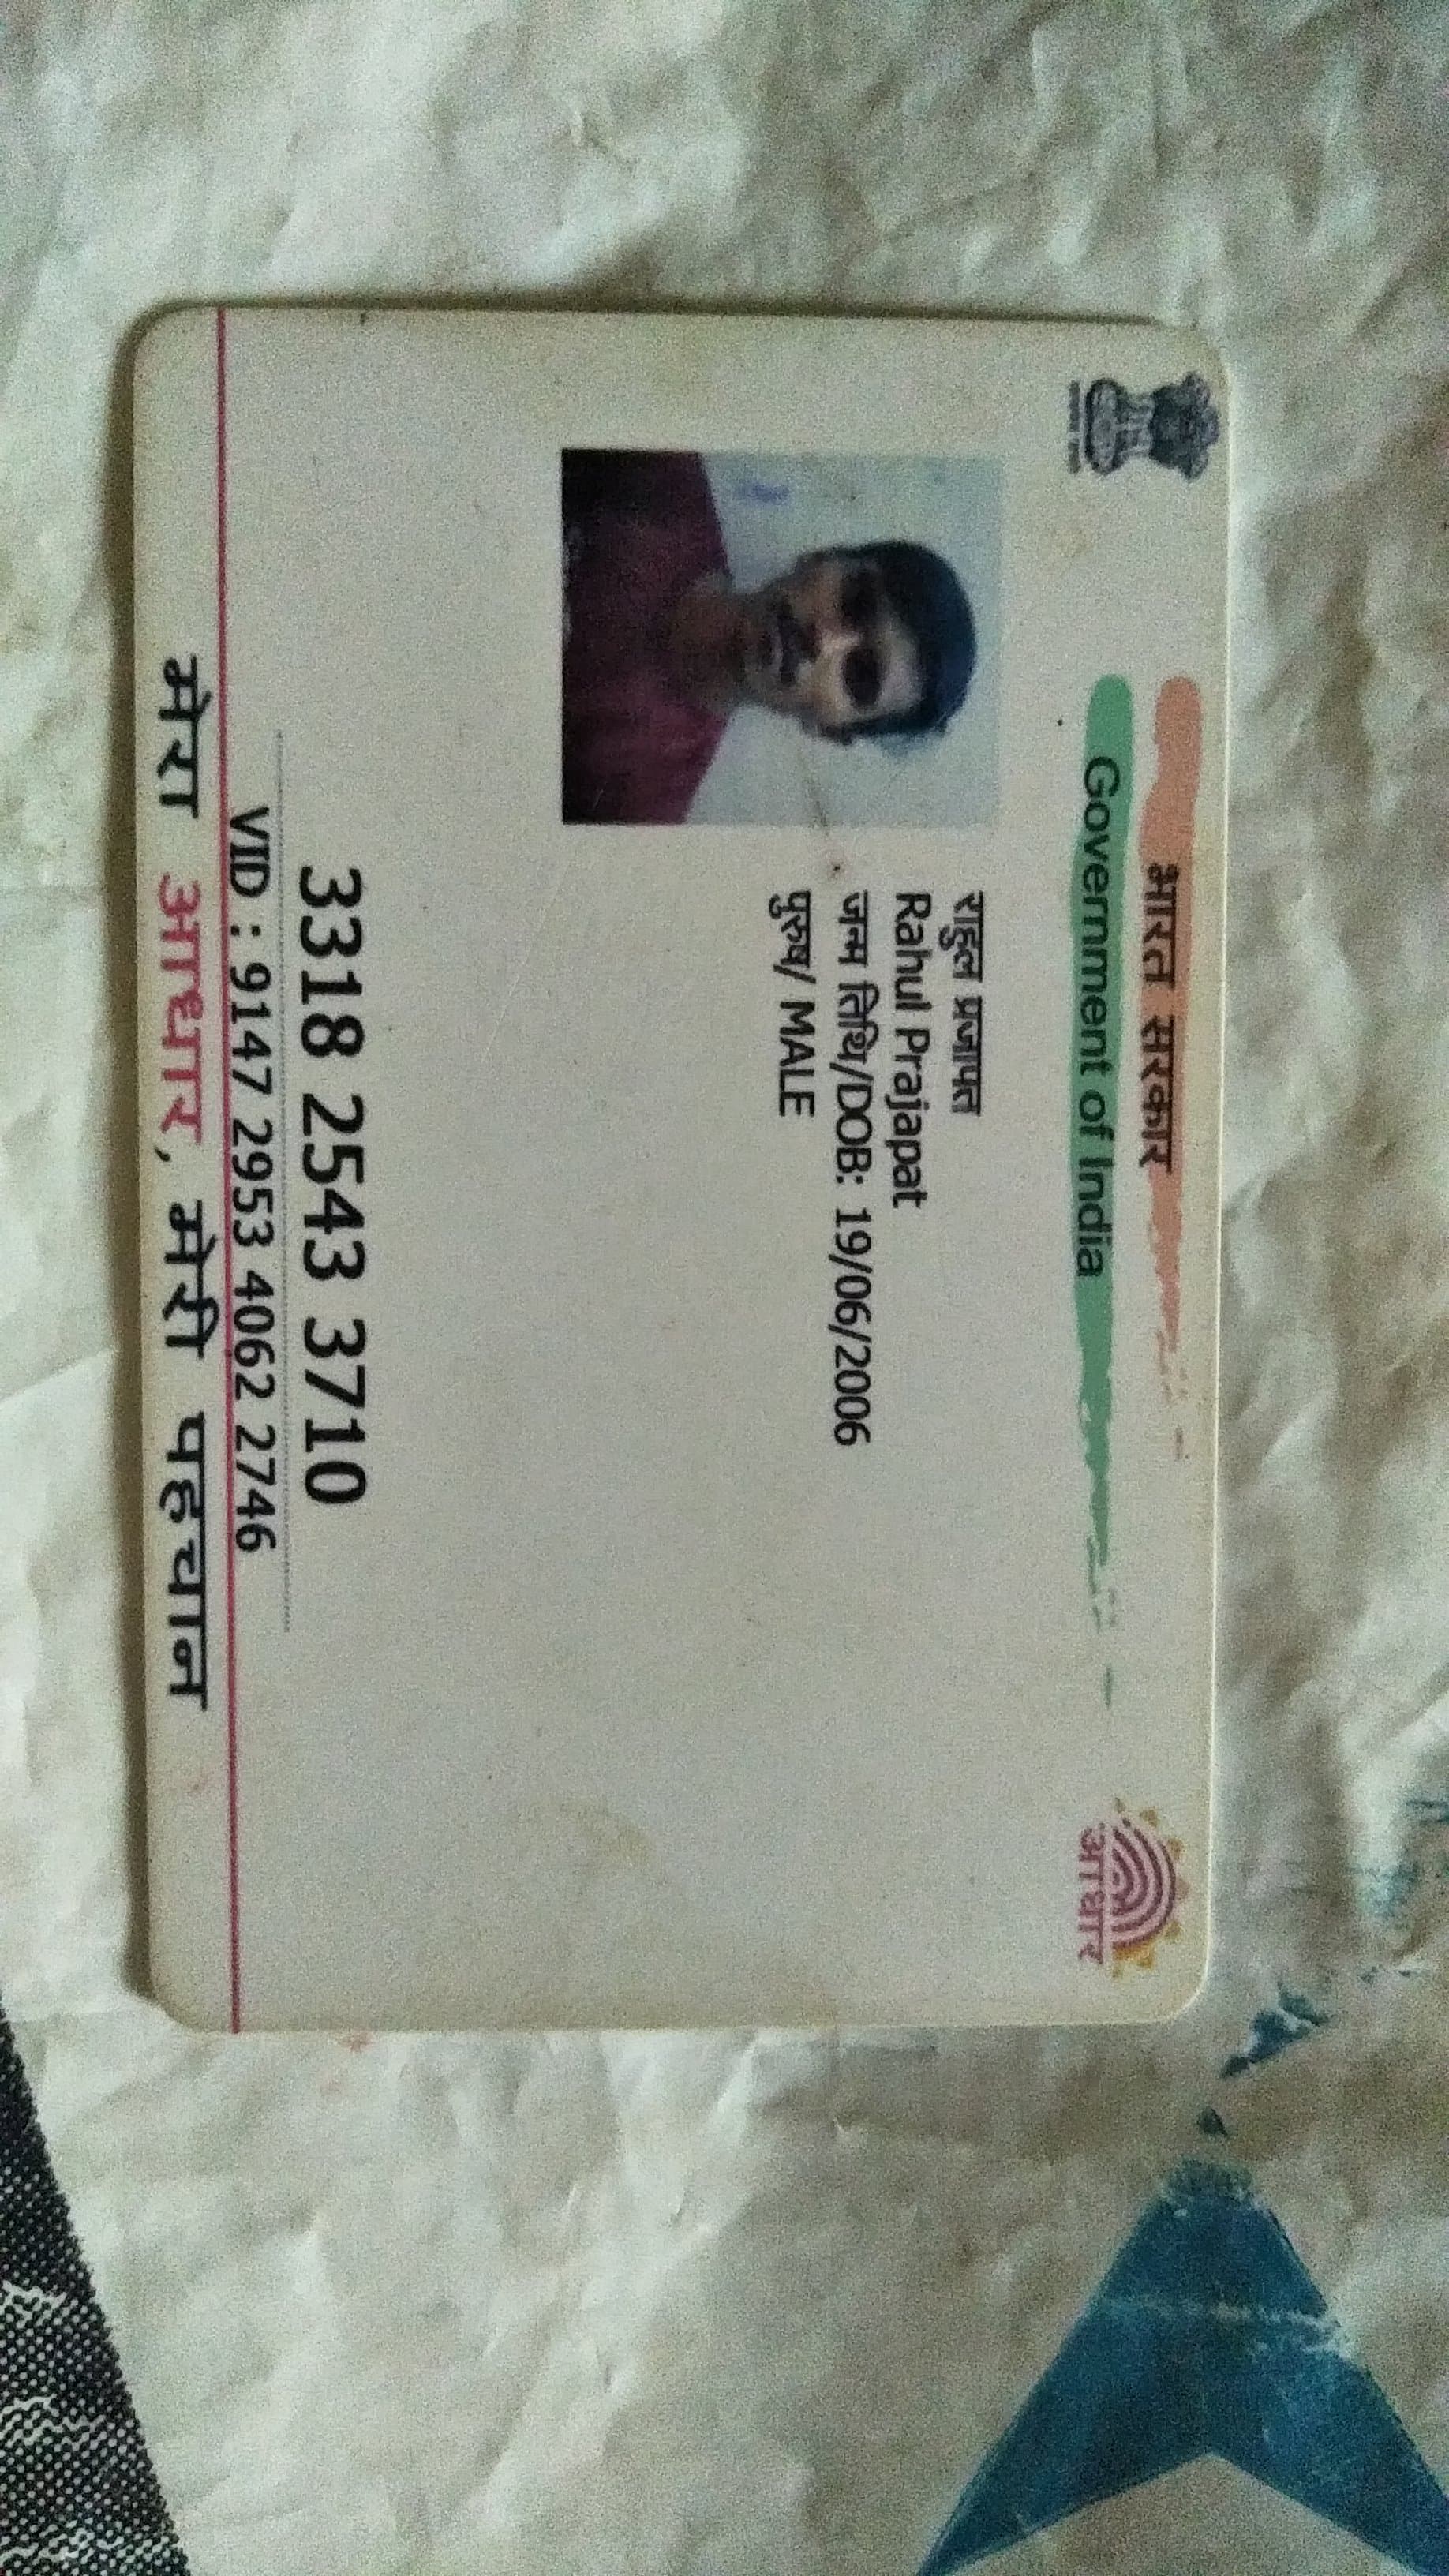 भारत सरकार
Government of India
आधार
राहुल प्रजापत
Rahul Prajapat
जन्म तिथि/DOB: 19/06/2006
पुरुष/ MALE
3318 2543 3710
VID : 9147 2953 4062 2746
मेरा आधार, मेरी पहचान